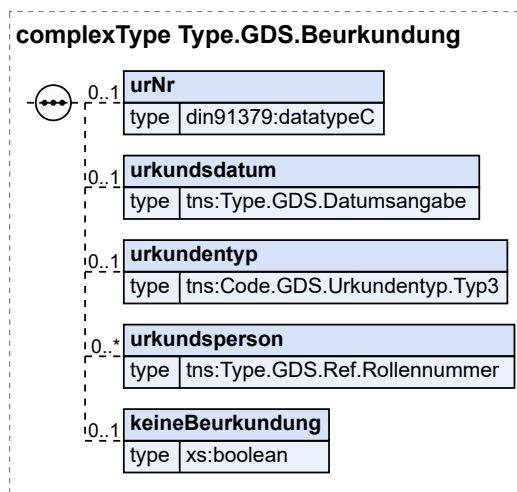 complexType Type.GDS.Beurkundung
0..1 urNr
type din91379:datatypeC
0..1 urkundsdatum
type tns:Type.GDS.Datumsangabe
0..1 urkundentyp
type tns:Code.GDS.Urkundentyp.Typ3
0..* urkundsperson
type tns:Type.GDS.Ref.Rollennummer
0..1 keineBeurkundung
type xs:boolean